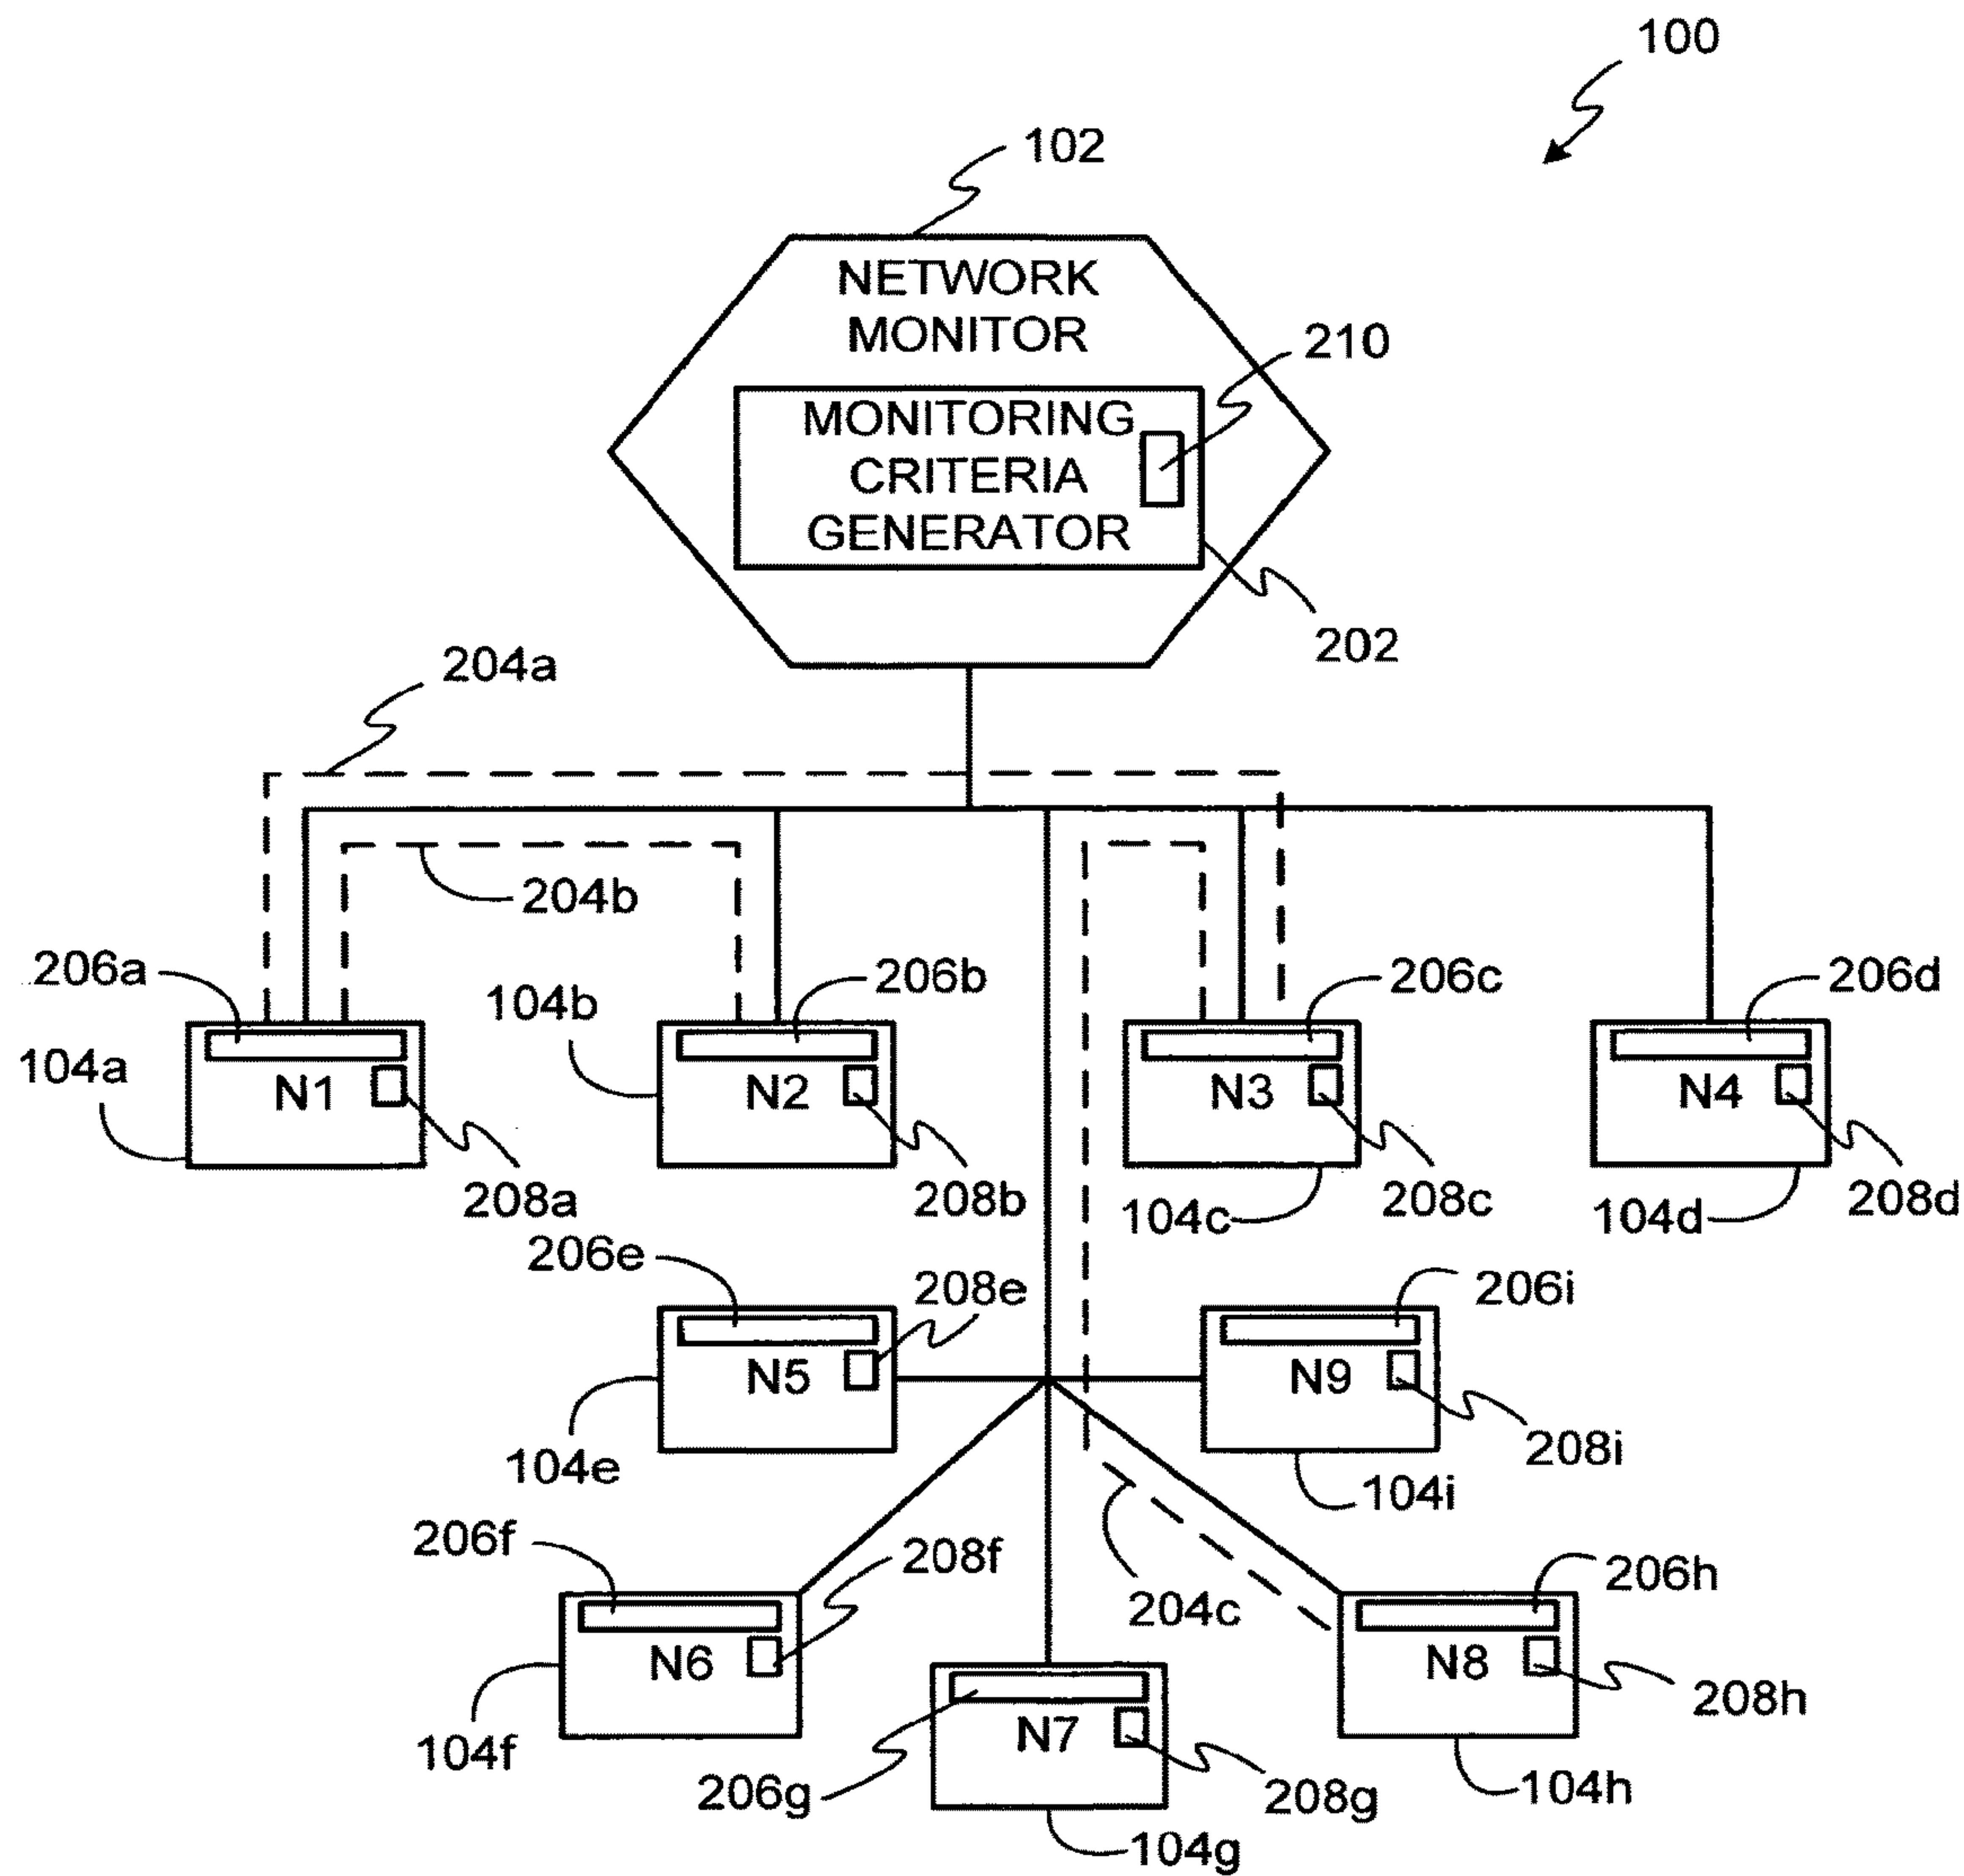 100
102
NETWORK
MONITOR
210
MONITORING
CRITERIA
GENERATOR
202
204a
204b
206a
206b
206c
206d
104b
104a
N1
N2
N3
N4
208a
208b
208c
208d
104c
104d
206e
208e
206i
N5
N9
104e
208i
104i
206f
208f
206h
204c
N6
N8
208h
104f
N7
206g
208g
104h
104g